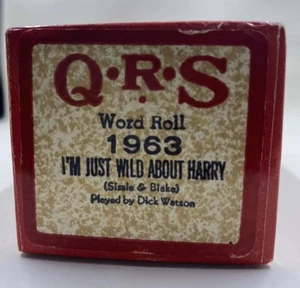 Q·R·S
Word Roll
1963
I'M JUST WILD ABOUT HARRY
(Sissle & Blake)
Played by Dick Watson